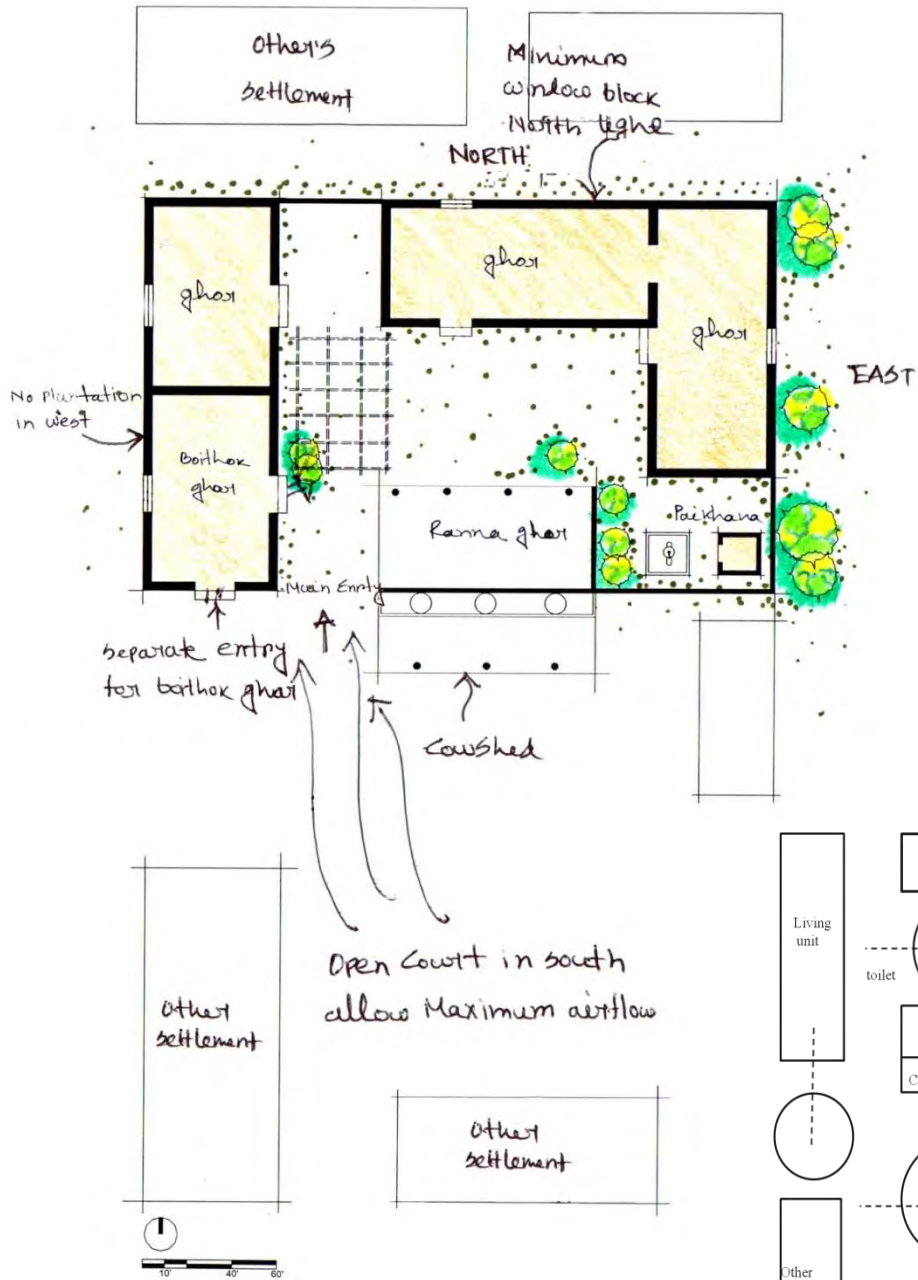 Other's
settlement
Minimum
window block
North light
NORTH
ghor
ghor
ghor
EAST
No plantation
in west
Boithok
ghor
Ranna ghor
Paikhana
Main Entry
separate entry
for boithok ghar
Cowshed
Open Court in south
allow Maximum airflow
Other
settlement
Other
settlement
Living
unit
toilet
C
Other
10'
40'
60'